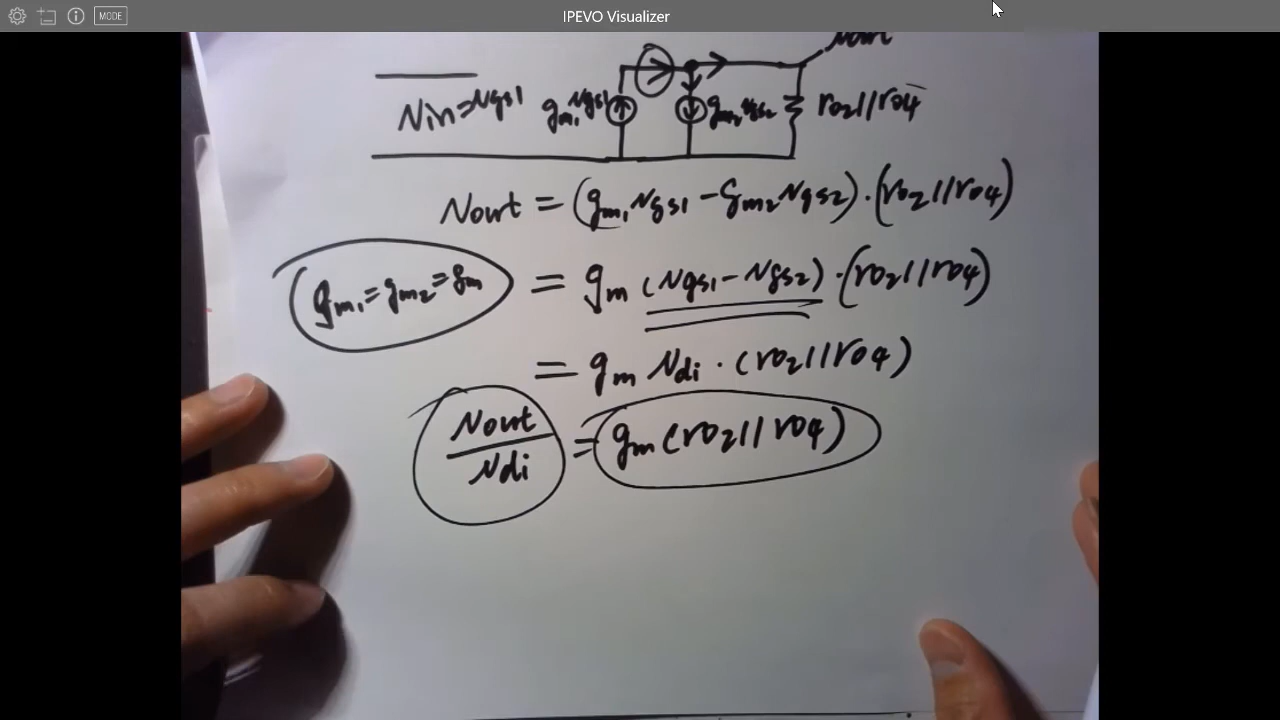 MODE
IPEVO Visualizer
Nout
Nin=Ngs1 gm1Ngs1 gm2Ngs2 ro2//ro4
Nout = (gm1Ngs1 - gm2Ngs2)·(ro2//ro4)
gm1=gm2=gm = gm (Ngs1-Ngs2)·(ro2//ro4)
= gm Ndi·(ro2//ro4)
Nout/Ndi = gm(ro2//ro4)